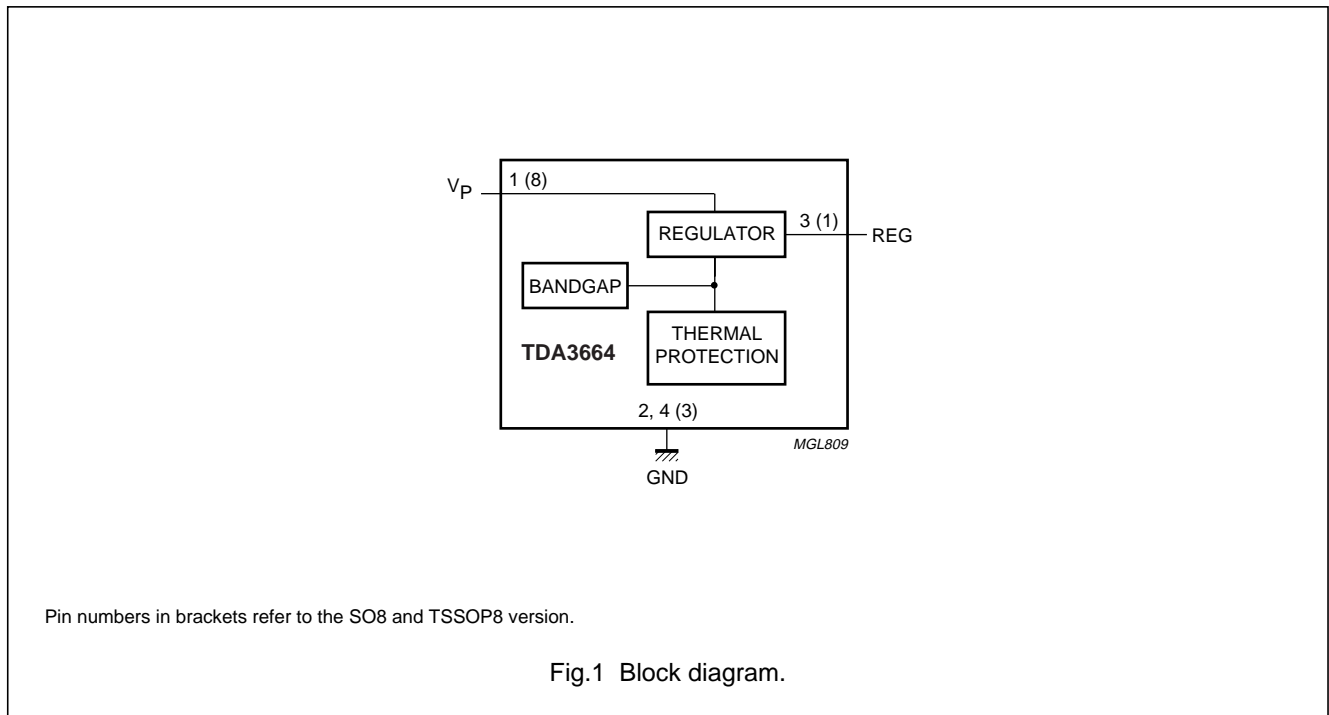 VP
1 (8)
REGULATOR
3 (1)
REG
BANDGAP
THERMAL
PROTECTION
TDA3664
2, 4 (3)
MGL809
GND
Pin numbers in brackets refer to the SO8 and TSSOP8 version.
Fig.1 Block diagram.